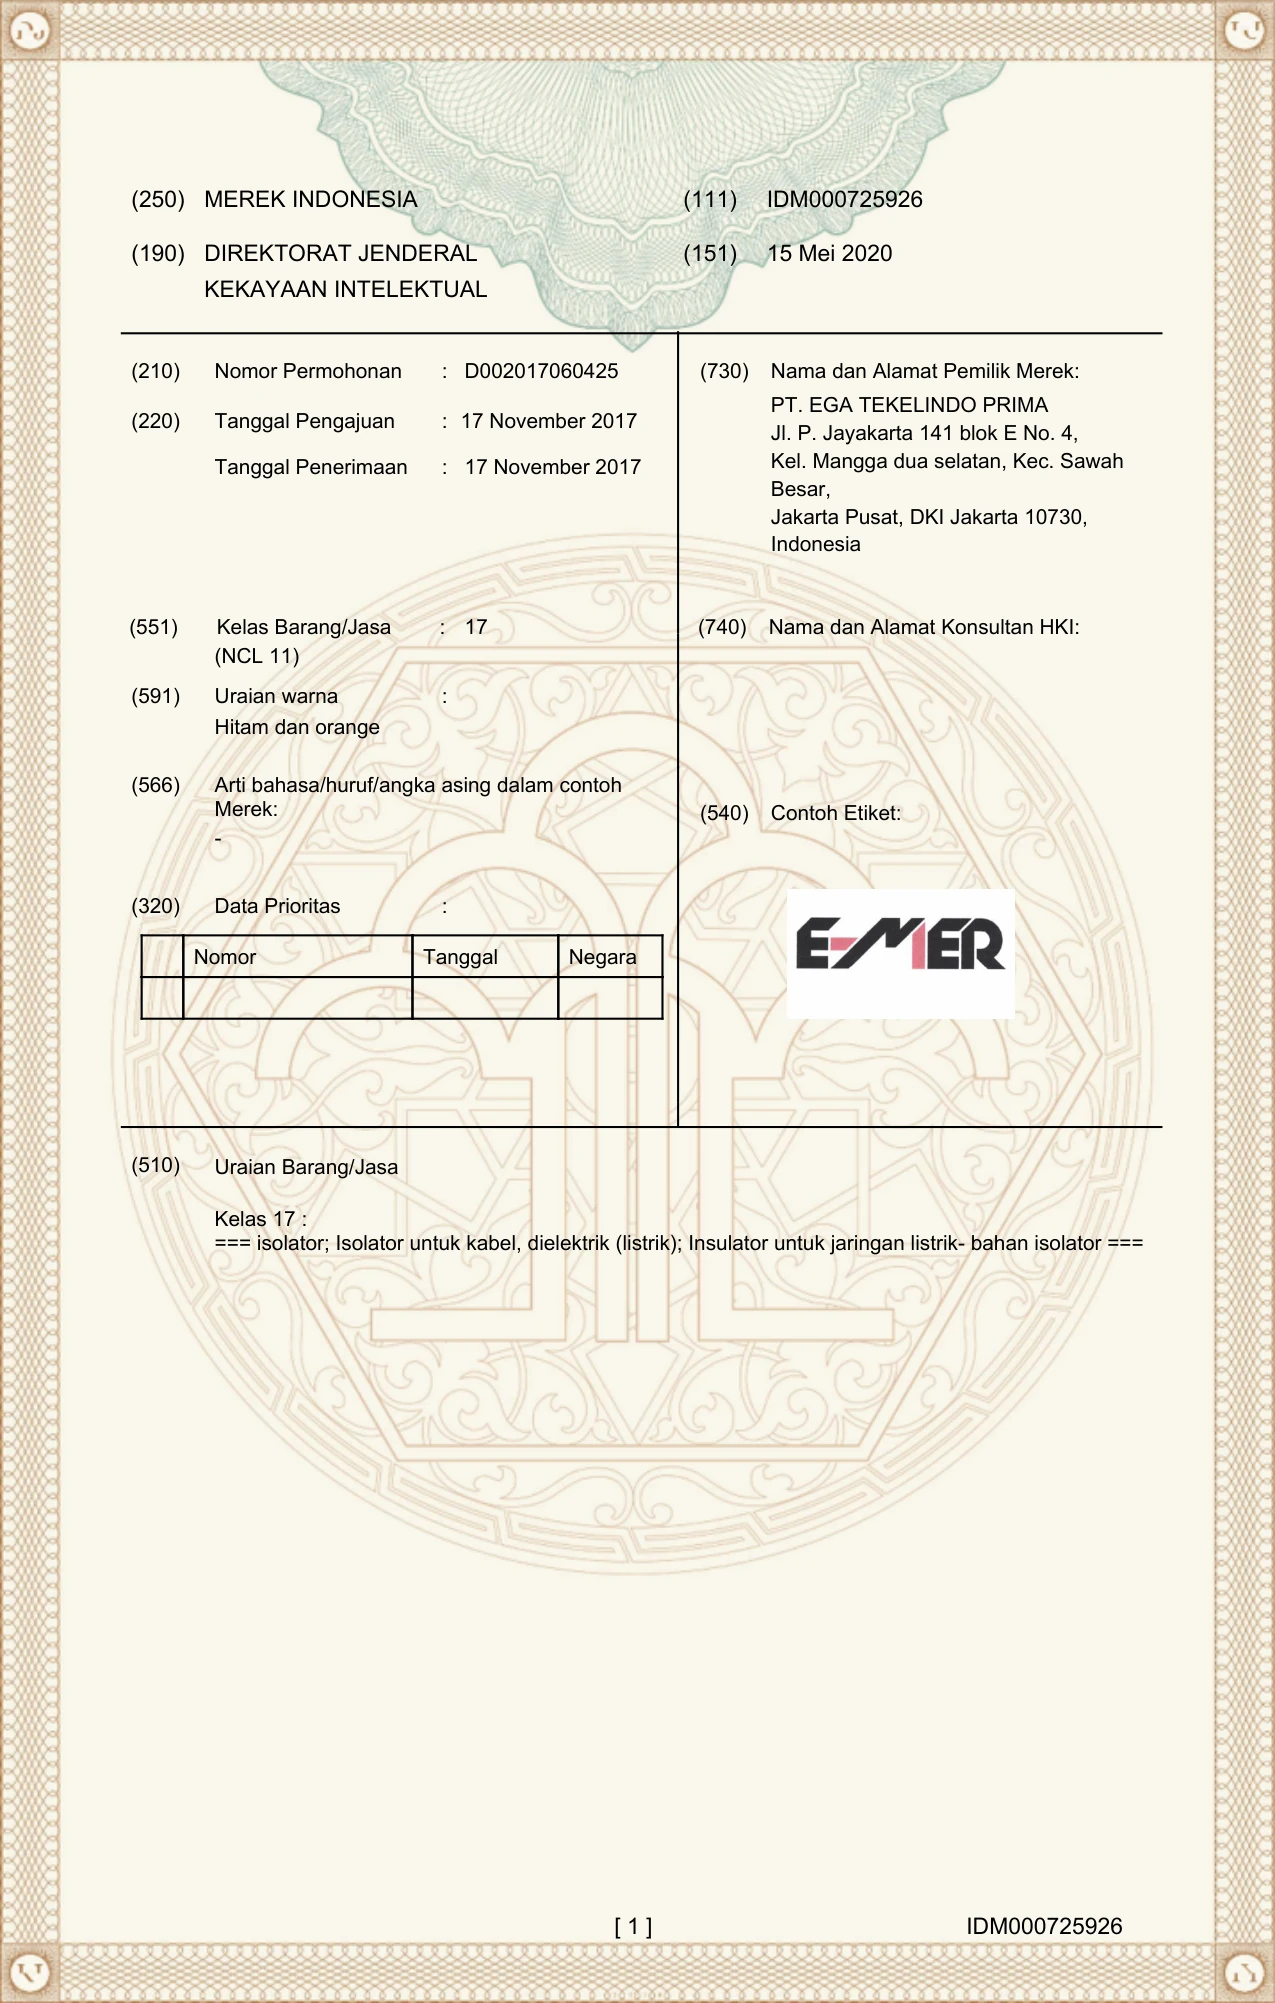 (250) MEREK INDONESIA
(111) IDM000725926
(190) DIREKTORAT JENDERAL
KEKAYAAN INTELEKTUAL
(151) 15 Mei 2020
(210) Nomor Permohonan : D002017060425
(220) Tanggal Pengajuan : 17 November 2017
Tanggal Penerimaan : 17 November 2017
(730) Nama dan Alamat Pemilik Merek:
PT. EGA TEKELINDO PRIMA
Jl. P. Jayakarta 141 blok E No. 4,
Kel. Mangga dua selatan, Kec. Sawah
Besar,
Jakarta Pusat, DKI Jakarta 10730,
Indonesia
(551) Kelas Barang/Jasa : 17
(NCL 11)
(591) Uraian warna :
Hitam dan orange
(566) Arti bahasa/huruf/angka asing dalam contoh
Merek:
-
(320) Data Prioritas :
Nomor Tanggal Negara
(740) Nama dan Alamat Konsultan HKI:
(540) Contoh Etiket:
E-MER
(510) Uraian Barang/Jasa
Kelas 17 :
=== isolator; Isolator untuk kabel, dielektrik (listrik); Insulator untuk jaringan listrik- bahan isolator ===
[ 1 ]
IDM000725926